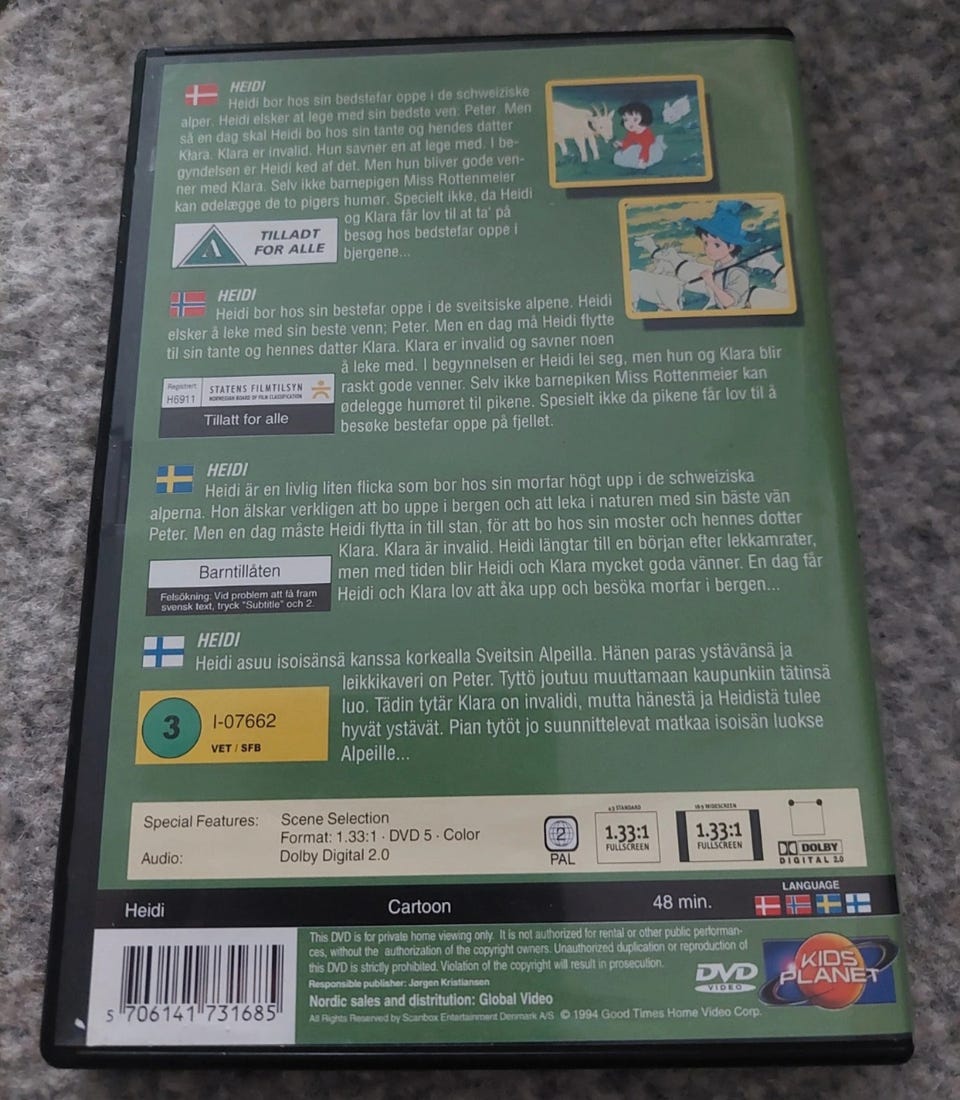 HEIDI
Heidi bor hos sin bedstefar oppe i de schweiziske
alper. Heidi elsker at lege med sin bedste ven: Peter. Men
så en dag skal Heidi bo hos sin tante og hendes datter
Klara. Klara er invalid. Hun savner en at lege med. I be-
gyndelsen er Heidi ked af det. Men hun bliver gode ven-
ner med Klara. Selv ikke barnepigen Miss Rottenmeier
kan ødelægge de to pigers humør. Specielt ikke, da Heidi
og Klara får lov til at ta' på
besøg hos bedstefar oppe i
bjergene...
A
TILLADT
FOR ALLE
HEIDI
Heidi bor hos sin bestefar oppe i de sveitsiske alpene. Heidi
elsker å leke med sin beste venn; Peter. Men en dag må Heidi flytte
til sin tante og hennes datter Klara. Klara er invalid og savner noen
å leke med. I begynnelsen er Heidi lei seg, men hun og Klara blir
raskt gode venner. Selv ikke barnepiken Miss Rottenmeier kan
ødelegge humøret til pikene. Spesielt ikke da pikene får lov til å
besøke bestefar oppe på fjellet.
Registrert
H6911
STATENS FILMTILSYN
NORWEGIAN BOARD OF FILM CLASSIFICATION
Tillatt for alle
HEIDI
Heidi är en livlig liten flicka som bor hos sin morfar högt upp i de schweiziska
alperna. Hon älskar verkligen att bo uppe i bergen och att leka i naturen med sin bäste vän
Peter. Men en dag måste Heidi flytta in till stan, för att bo hos sin moster och hennes dotter
Klara. Klara är invalid. Heidi längtar till en början efter lekkamrater,
men med tiden blir Heidi och Klara mycket goda vänner. En dag får
Heidi och Klara lov att åka upp och besöka morfar i bergen...
Barntillåten
Felsökning: Vid problem att få fram
svensk text, tryck "Subtitle" och 2.
HEIDI
Heidi asuu isoisänsä kanssa korkealla Sveitsin Alpeilla. Hänen paras ystävänsä ja
leikkikaveri on Peter. Tyttö joutuu muuttamaan kaupunkiin tätinsä
luo. Tädin tytär Klara on invalidi, mutta hänestä ja Heidistä tulee
hyvät ystävät. Pian tytöt jo suunnittelevat matkaa isoisän luokse
Alpeille...
3
I-07662
VET / SFB
Special Features: Scene Selection
Format: 1.33:1 · DVD 5 · Color
Audio: Dolby Digital 2.0
2
PAL
4:3 STANDARD
1.33:1
FULLSCREEN
16:9 WIDESCREEN
1.33:1
FULLSCREEN
DOLBY
DIGITAL 2.0
Heidi Cartoon 48 min.
LANGUAGE
This DVD is for private home viewing only. It is not authorized for rental or other public performan-
ces, without the authorization of the copyright owners. Unauthorized duplication or reproduction of
this DVD is strictly prohibited. Violation of the copyright will result in prosecution.
Responsible publisher: Jørgen Kristiansen
Nordic sales and distritution: Global Video
All Rights Reserved by Scanbox Entertainment Denmark A/S © 1994 Good Times Home Video Corp.
DVD
VIDEO
KIDS
PLANET
5 706141 731685